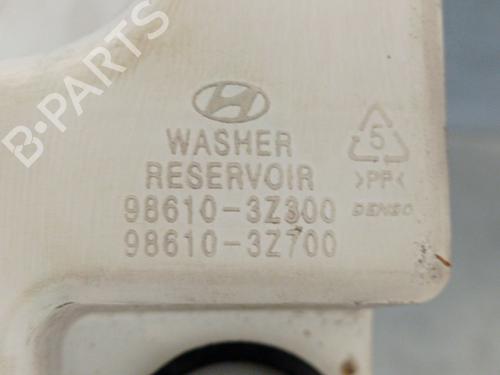 B-PARTS
WASHER
RESERVOIR
98610-3Z300
98610-3Z700
5
>PP<
DENSO